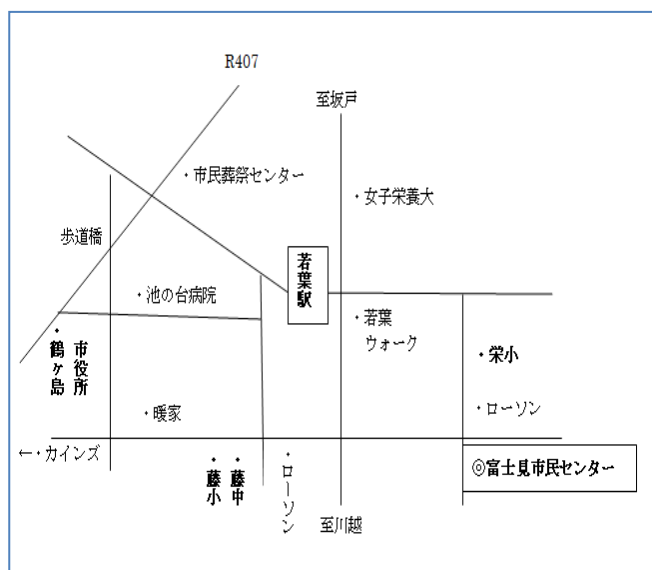 R407
至坂戸
・市民葬祭センター
・女子栄養大
歩道橋
若葉駅
・池の台病院
・若葉
ウォーク
・鶴ヶ島
市役所
・栄小
・暖家
・ローソン
←・カインズ
◎富士見市民センター
・藤小
・藤中
・ローソン
至川越